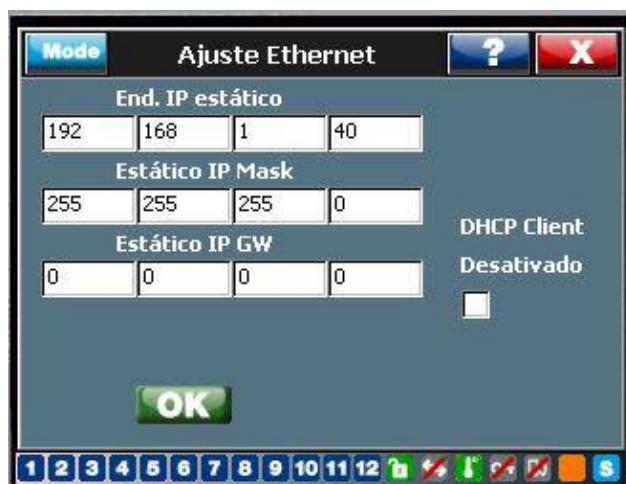 Mode Ajuste Ethernet ? X
End. IP estático
192 168 1 40
Estático IP Mask
255 255 255 0
Estático IP GW
0 0 0 0
DHCP Client
Desativado
OK
1 2 3 4 5 6 7 8 9 10 11 12 S